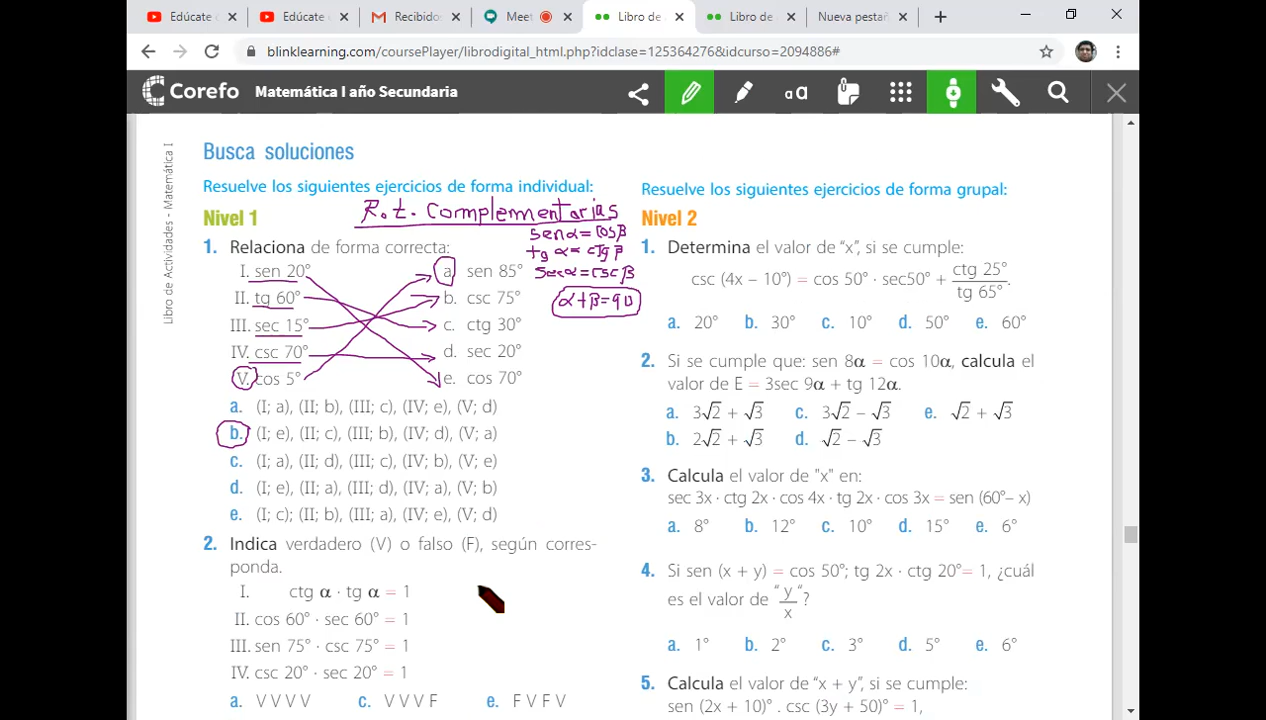 Edúcate c
Edúcate c
Recibidos
Meet
Libro de
Libro de
Nueva pestañ
blinklearning.com/coursePlayer/librodigital_html.php?idclase=125364276&idcurso=2094886#
Corefo Matemática I año Secundaria
aA
Libro de Actividades - Matemática I
Busca soluciones
Resuelve los siguientes ejercicios de forma individual:
R.t. Complementarias
senα = cosβ
tgα = ctgβ
secα = cscβ
α+β=90
Nivel 1
1. Relaciona de forma correcta:
I. sen 20° a. sen 85°
II. tg 60° b. csc 75°
III. sec 15° c. ctg 30°
IV. csc 70° d. sec 20°
V. cos 5° e. cos 70°
a. (I; a), (II; b), (III; c), (IV; e), (V; d)
b. (I; e), (II; c), (III; b), (IV; d), (V; a)
c. (I; a), (II; d), (III; c), (IV; b), (V; e)
d. (I; e), (II; a), (III; d), (IV; a), (V; b)
e. (I; c); (II; b), (III; a), (IV; e), (V; d)
2. Indica verdadero (V) o falso (F), según corres-
ponda.
I. ctg α · tg α = 1
II. cos 60° · sec 60° = 1
III. sen 75° · csc 75° = 1
IV. csc 20° · sec 20° = 1
a. V V V V c. V V V F e. F V F V
Resuelve los siguientes ejercicios de forma grupal:
Nivel 2
1. Determina el valor de “x”, si se cumple:
csc (4x – 10°) = cos 50° · sec50° + ctg 25° / tg 65° .
a. 20° b. 30° c. 10° d. 50° e. 60°
2. Si se cumple que: sen 8α = cos 10α, calcula el
valor de E = 3sec 9α + tg 12α.
a. 3√2 + √3 c. 3√2 – √3 e. √2 + √3
b. 2√2 + √3 d. √2 – √3
3. Calcula el valor de "x" en:
sec 3x · ctg 2x · cos 4x · tg 2x · cos 3x = sen (60°– x)
a. 8° b. 12° c. 10° d. 15° e. 6°
4. Si sen (x + y) = cos 50°; tg 2x · ctg 20°= 1, ¿cuál
es el valor de “ y / x “?
a. 1° b. 2° c. 3° d. 5° e. 6°
5. Calcula el valor de “x + y”, si se cumple:
sen (2x + 10)° . csc (3y + 50)° = 1,